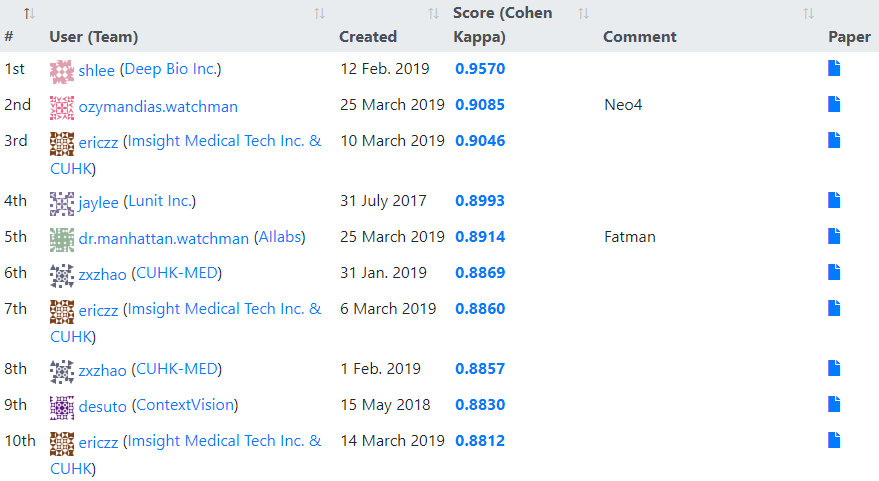 # User (Team) Created Score (Cohen Kappa) Comment Paper
1st shlee (Deep Bio Inc.) 12 Feb. 2019 0.9570
2nd ozymandias.watchman 25 March 2019 0.9085 Neo4
3rd ericzz (Imsight Medical Tech Inc. & CUHK) 10 March 2019 0.9046
4th jaylee (Lunit Inc.) 31 July 2017 0.8993
5th dr.manhattan.watchman (AIlabs) 25 March 2019 0.8914 Fatman
6th zxzhao (CUHK-MED) 31 Jan. 2019 0.8869
7th ericzz (Imsight Medical Tech Inc. & CUHK) 6 March 2019 0.8860
8th zxzhao (CUHK-MED) 1 Feb. 2019 0.8857
9th desuto (ContextVision) 15 May 2018 0.8830
10th ericzz (Imsight Medical Tech Inc. & CUHK) 14 March 2019 0.8812